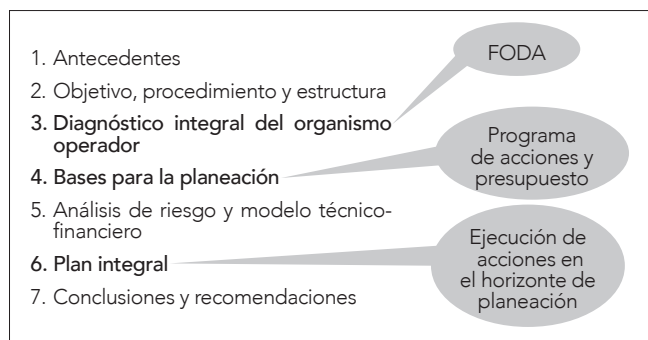 1. Antecedentes
2. Objetivo, procedimiento y estructura
3. Diagnóstico integral del organismo
operador
4. Bases para la planeación
5. Análisis de riesgo y modelo técnico-
financiero
6. Plan integral
7. Conclusiones y recomendaciones
FODA
Programa
de acciones y
presupuesto
Ejecución de
acciones en
el horizonte de
planeación